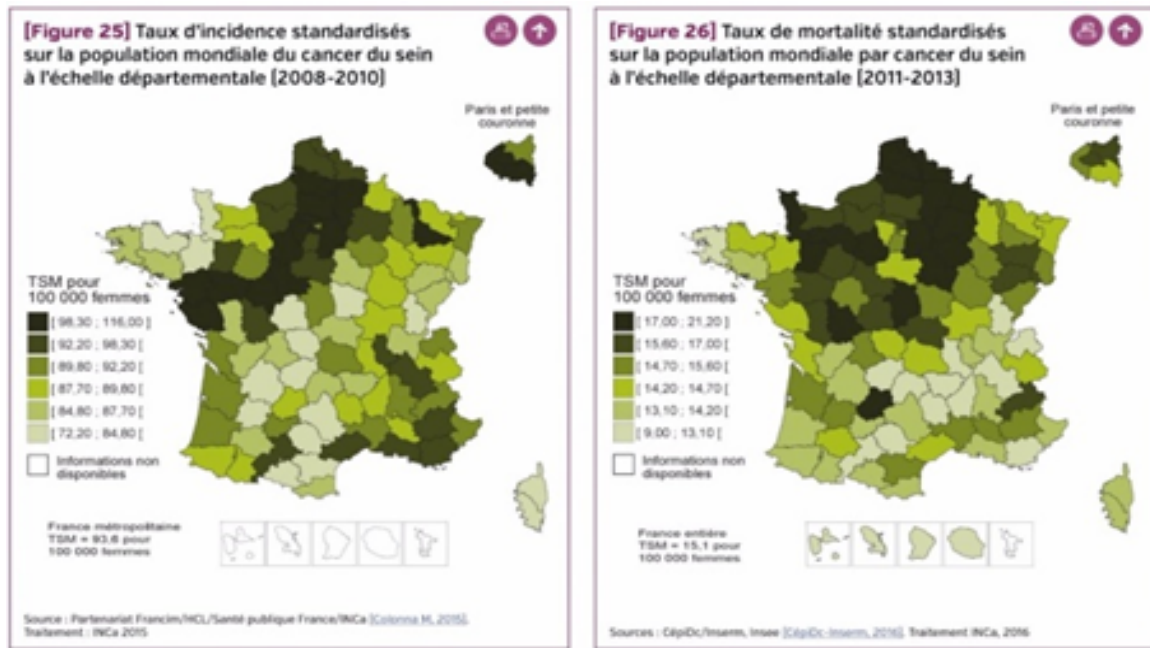 [Figure 25] Taux d'incidence standardisés
sur la population mondiale du cancer du sein
à l'échelle départementale [2008-2010]
Paris et petite
couronne
TSM pour
100 000 femmes
[ 98,30 ; 116,00 ]
[ 92,20 ; 98,30 [
[ 89,80 ; 92,20 [
[ 87,70 ; 89,80 [
[ 84,80 ; 87,70 [
[ 72,20 ; 84,80 [
Informations non
disponibles
France métropolitaine
TSM = 93,6 pour
100 000 femmes
Source : Partenariat Francim/HCL/Santé publique France/INCa [Colonna M, 2015].
Traitement : INCa 2015
[Figure 26] Taux de mortalité standardisés
sur la population mondiale par cancer du sein
à l'échelle départementale [2011-2013]
Paris et petite
couronne
TSM pour
100 000 femmes
[ 17,00 ; 21,20 ]
[ 15,60 ; 17,00 [
[ 14,70 ; 15,60 [
[ 14,20 ; 14,70 [
[ 13,10 ; 14,20 [
[ 9,00 ; 13,10 [
Informations non
disponibles
France entière
TSM = 15,1 pour
100 000 femmes
Sources : CépiDc/Inserm, Insee [CépiDc-Inserm, 2016]. Traitement INCa, 2016